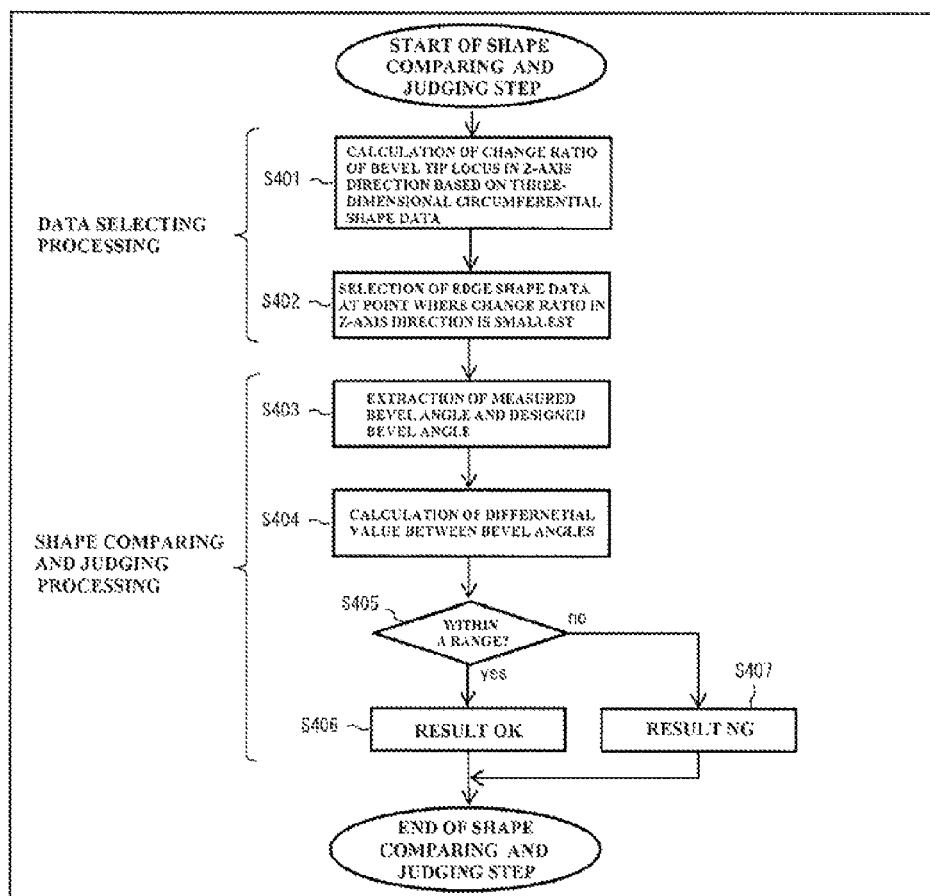 START OF SHAPE
COMPARING AND
JUDGING STEP
S401
CALCULATION OF CHANGE RATIO
OF BEVEL TIP LOCUS IN Z-AXIS
DIRECTION BASED ON THREE-
DIMENSIONAL CIRCUMFERENTIAL
SHAPE DATA
DATA SELECTING
PROCESSING
S402
SELECTION OF EDGE SHAPE DATA
AT POINT WHERE CHANGE RATIO IN
Z-AXIS DIRECTION IS SMALLEST
S403
EXTRACTION OF MEASURED
BEVEL ANGLE AND DESIGNED
BEVEL ANGLE
S404
CALCULATION OF DIFFERNETIAL
VALUE BETWEEN BEVEL ANGLES
SHAPE COMPARING
AND JUDGING
PROCESSING
S405
WITHIN
A RANGE?
no
yes
S406
RESULT OK
S407
RESULT NG
END OF SHAPE
COMPARING AND
JUDGING STEP